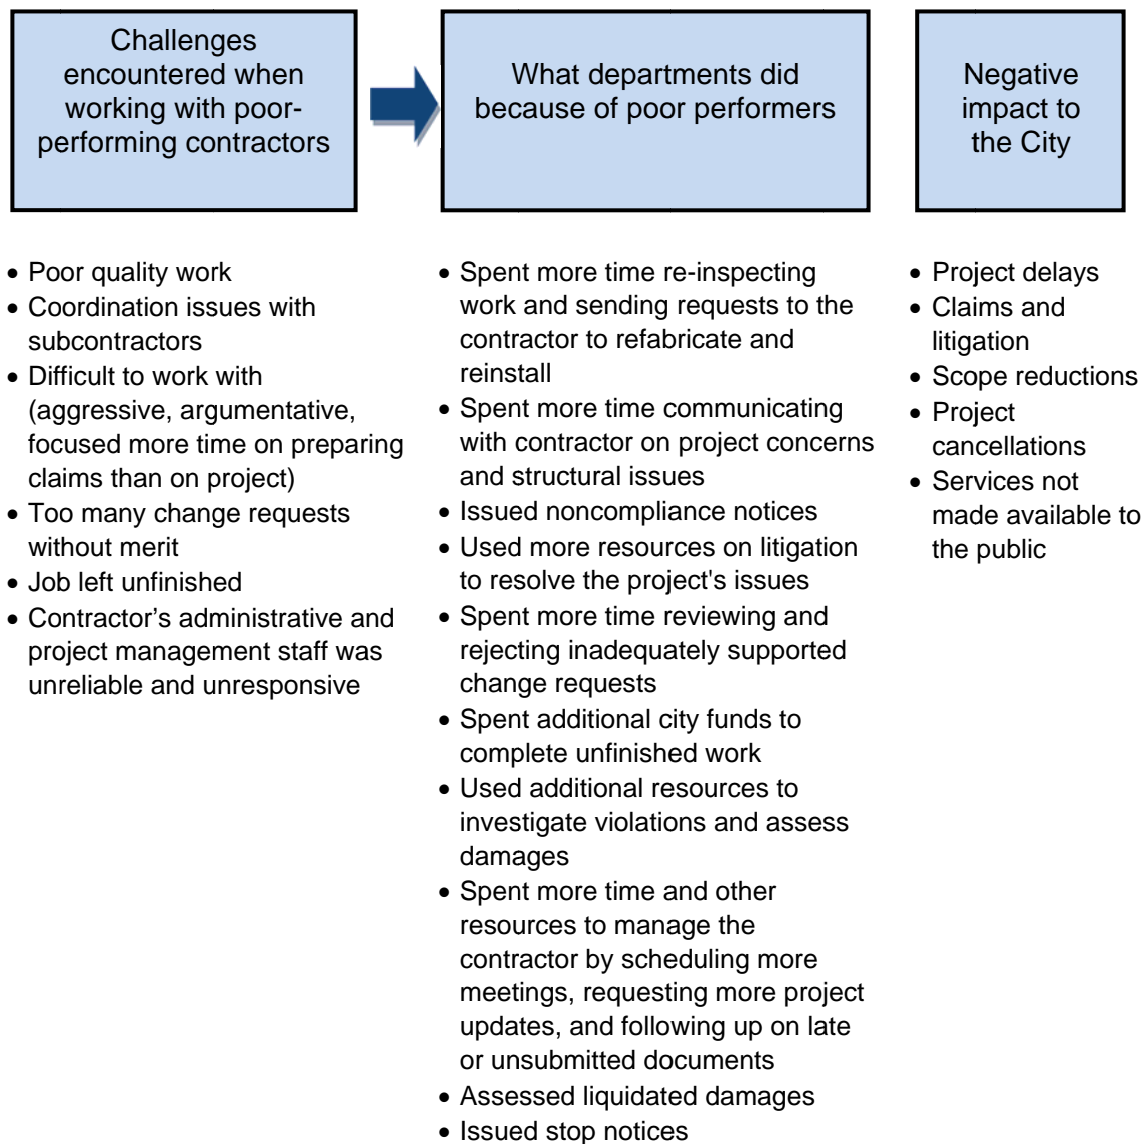 Challenges
encountered when
working with poor-
performing contractors
What departments did
because of poor performers
Negative
impact to
the City
• Poor quality work
• Coordination issues with
subcontractors
• Difficult to work with
(aggressive, argumentative,
focused more time on preparing
claims than on project)
• Too many change requests
without merit
• Job left unfinished
• Contractor’s administrative and
project management staff was
unreliable and unresponsive
• Spent more time re-inspecting
work and sending requests to the
contractor to refabricate and
reinstall
• Spent more time communicating
with contractor on project concerns
and structural issues
• Issued noncompliance notices
• Used more resources on litigation
to resolve the project's issues
• Spent more time reviewing and
rejecting inadequately supported
change requests
• Spent additional city funds to
complete unfinished work
• Used additional resources to
investigate violations and assess
damages
• Spent more time and other
resources to manage the
contractor by scheduling more
meetings, requesting more project
updates, and following up on late
or unsubmitted documents
• Assessed liquidated damages
• Issued stop notices
• Project delays
• Claims and
litigation
• Scope reductions
• Project
cancellations
• Services not
made available to
the public